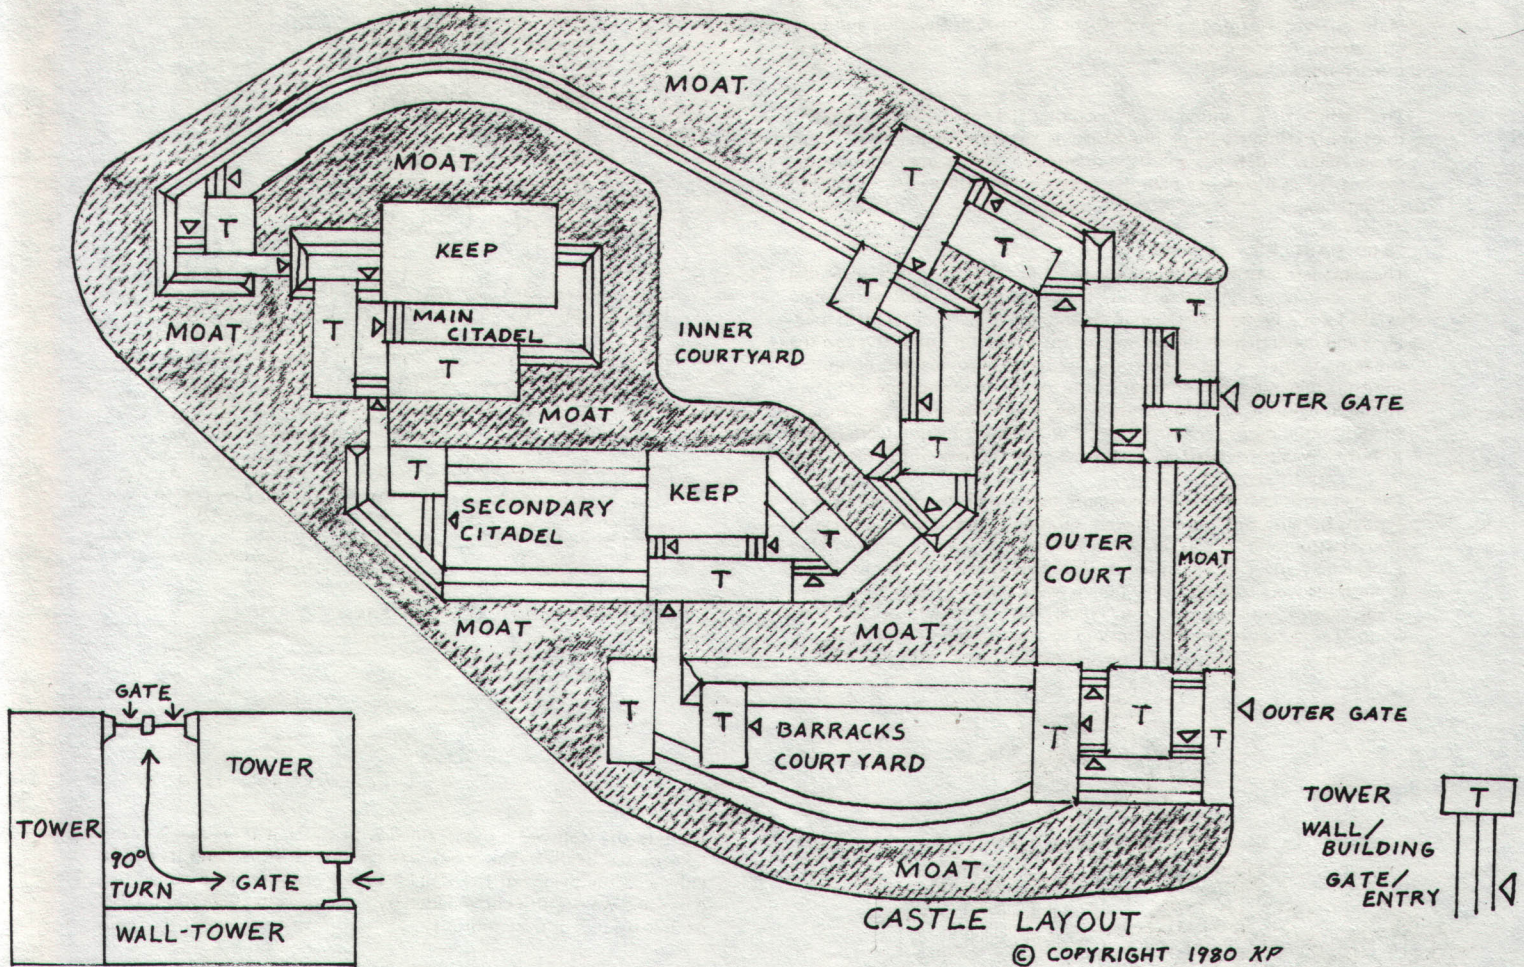 MOAT
MOAT
T
KEEP
T
T
T
T
T
MAIN
CITADEL
T
MOAT
INNER
COURTYARD
T
OUTER GATE
MOAT
T
T
T
KEEP
SECONDARY
CITADEL
T
OUTER
COURT
MOAT
T
MOAT
MOAT
T
T
BARRACKS
COURTYARD
T
T
T
OUTER GATE
MOAT
GATE
TOWER
TOWER
90°
TURN
GATE
WALL-TOWER
TOWER
T
WALL/
BUILDING
GATE/
ENTRY
CASTLE LAYOUT
© COPYRIGHT 1980 KP